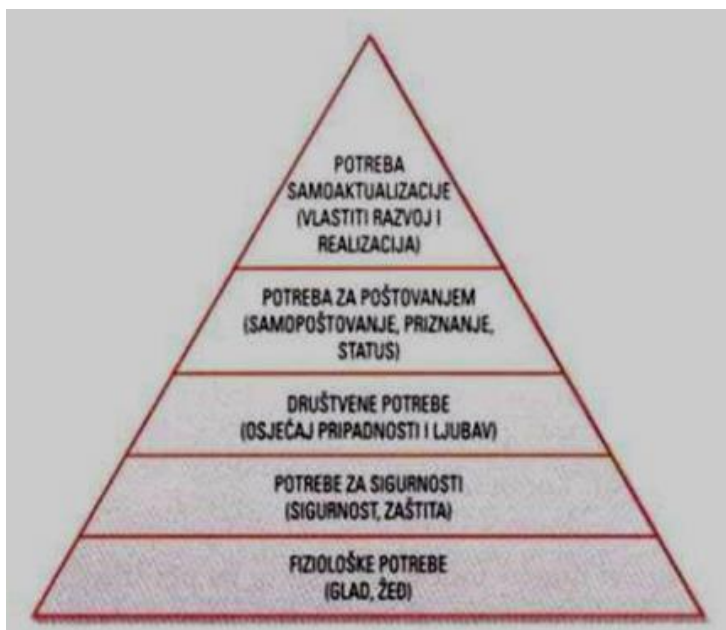 POTREBA
SAMOAKTUALIZACIJE
(VLASTITI RAZVOJ I
REALIZACIJA)
POTREBA ZA POŠTOVANJEM
(SAMOPOŠTOVANJE, PRIZNANJE,
STATUS)
DRUŠTVENE POTREBE
(OSJEĆAJ PRIPADNOSTI I LJUBAV)
POTREBE ZA SIGURNOSTI
(SIGURNOST, ZAŠTITA)
FIZIOLOŠKE POTREBE
(GLAD, ŽEĐ)